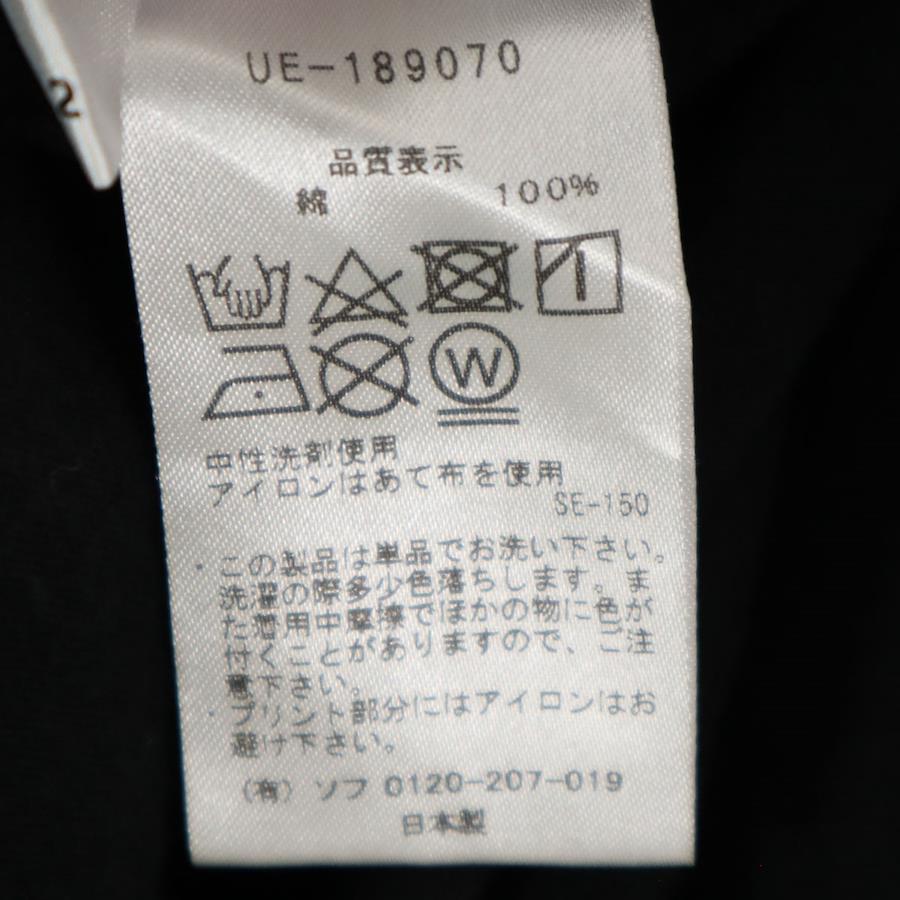 2
UE-189070
品質表示
綿 100%
W
中性洗剤使用
アイロンはあて布を使用
SE-150
・この製品は単品でお洗い下さい。
洗濯の際多少色落ちします。ま
た着用中摩擦でほかの物に色が
付くことがありますので、ご注
意下さい。
・プリント部分にはアイロンはお
避け下さい。
（有）ソフ 0120-207-019
日本製